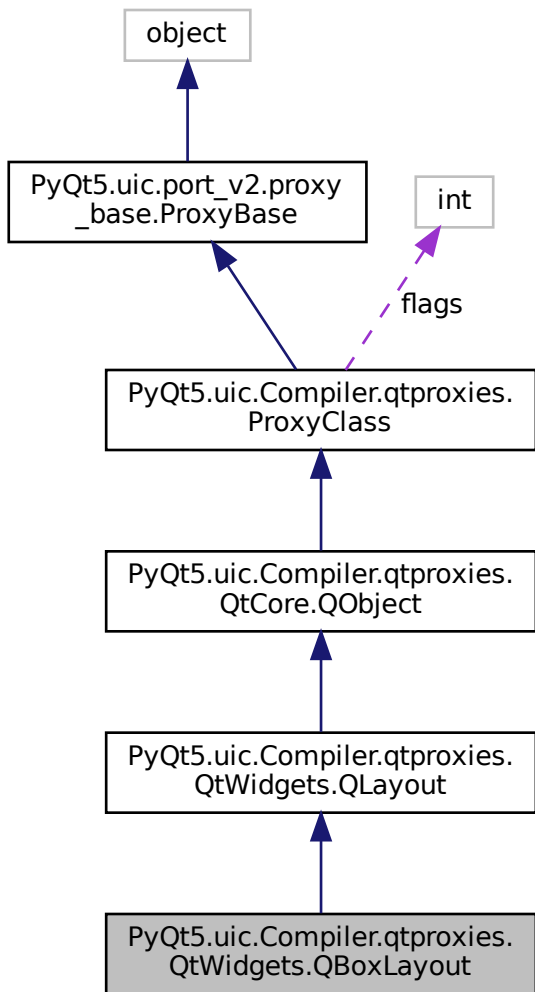 object
PyQt5.uic.port_v2.proxy
_base.ProxyBase
int
flags
PyQt5.uic.Compiler.qtproxies.
ProxyClass
PyQt5.uic.Compiler.qtproxies.
QtCore.QObject
PyQt5.uic.Compiler.qtproxies.
QtWidgets.QLayout
PyQt5.uic.Compiler.qtproxies.
QtWidgets.QBoxLayout